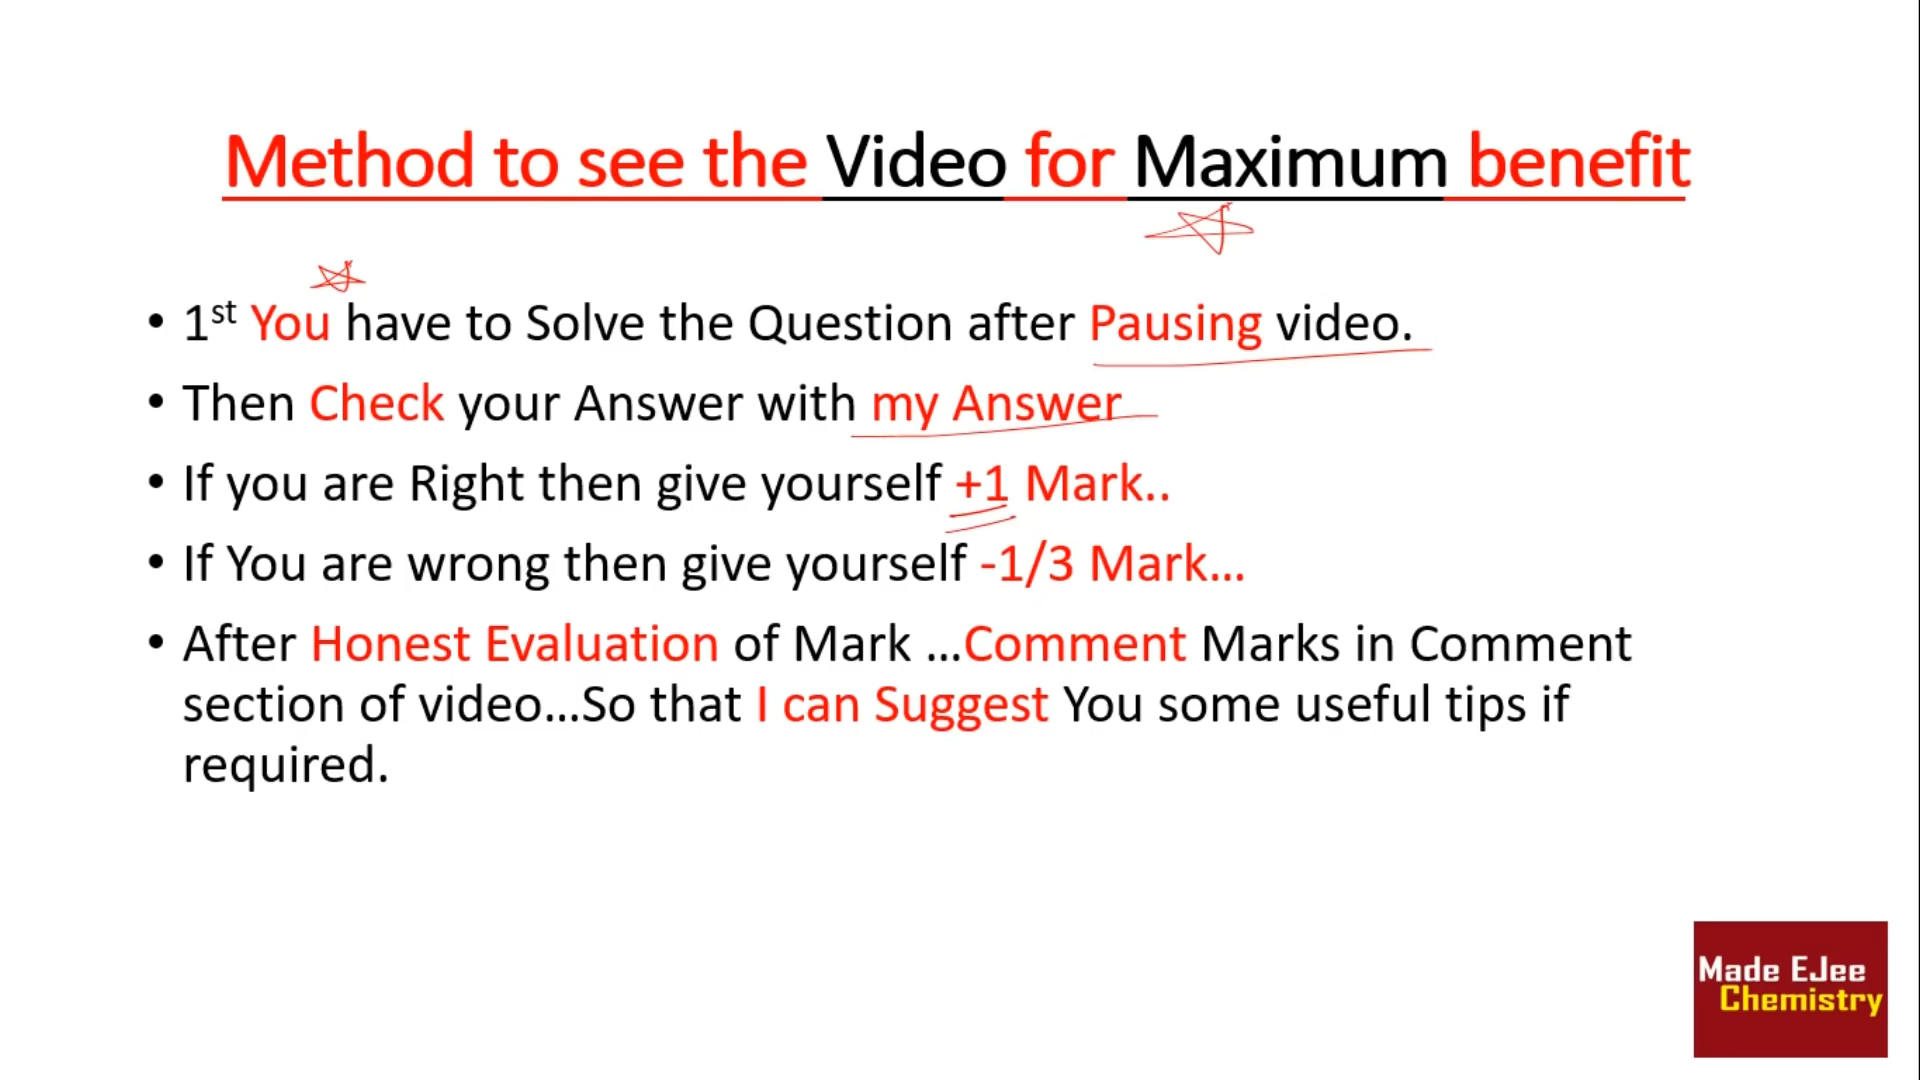 Method to see the Video for Maximum benefit
• 1st You have to Solve the Question after Pausing video.
• Then Check your Answer with my Answer
• If you are Right then give yourself +1 Mark..
• If You are wrong then give yourself -1/3 Mark...
• After Honest Evaluation of Mark ...Comment Marks in Comment
section of video...So that I can Suggest You some useful tips if
required.
Made EJee
Chemistry